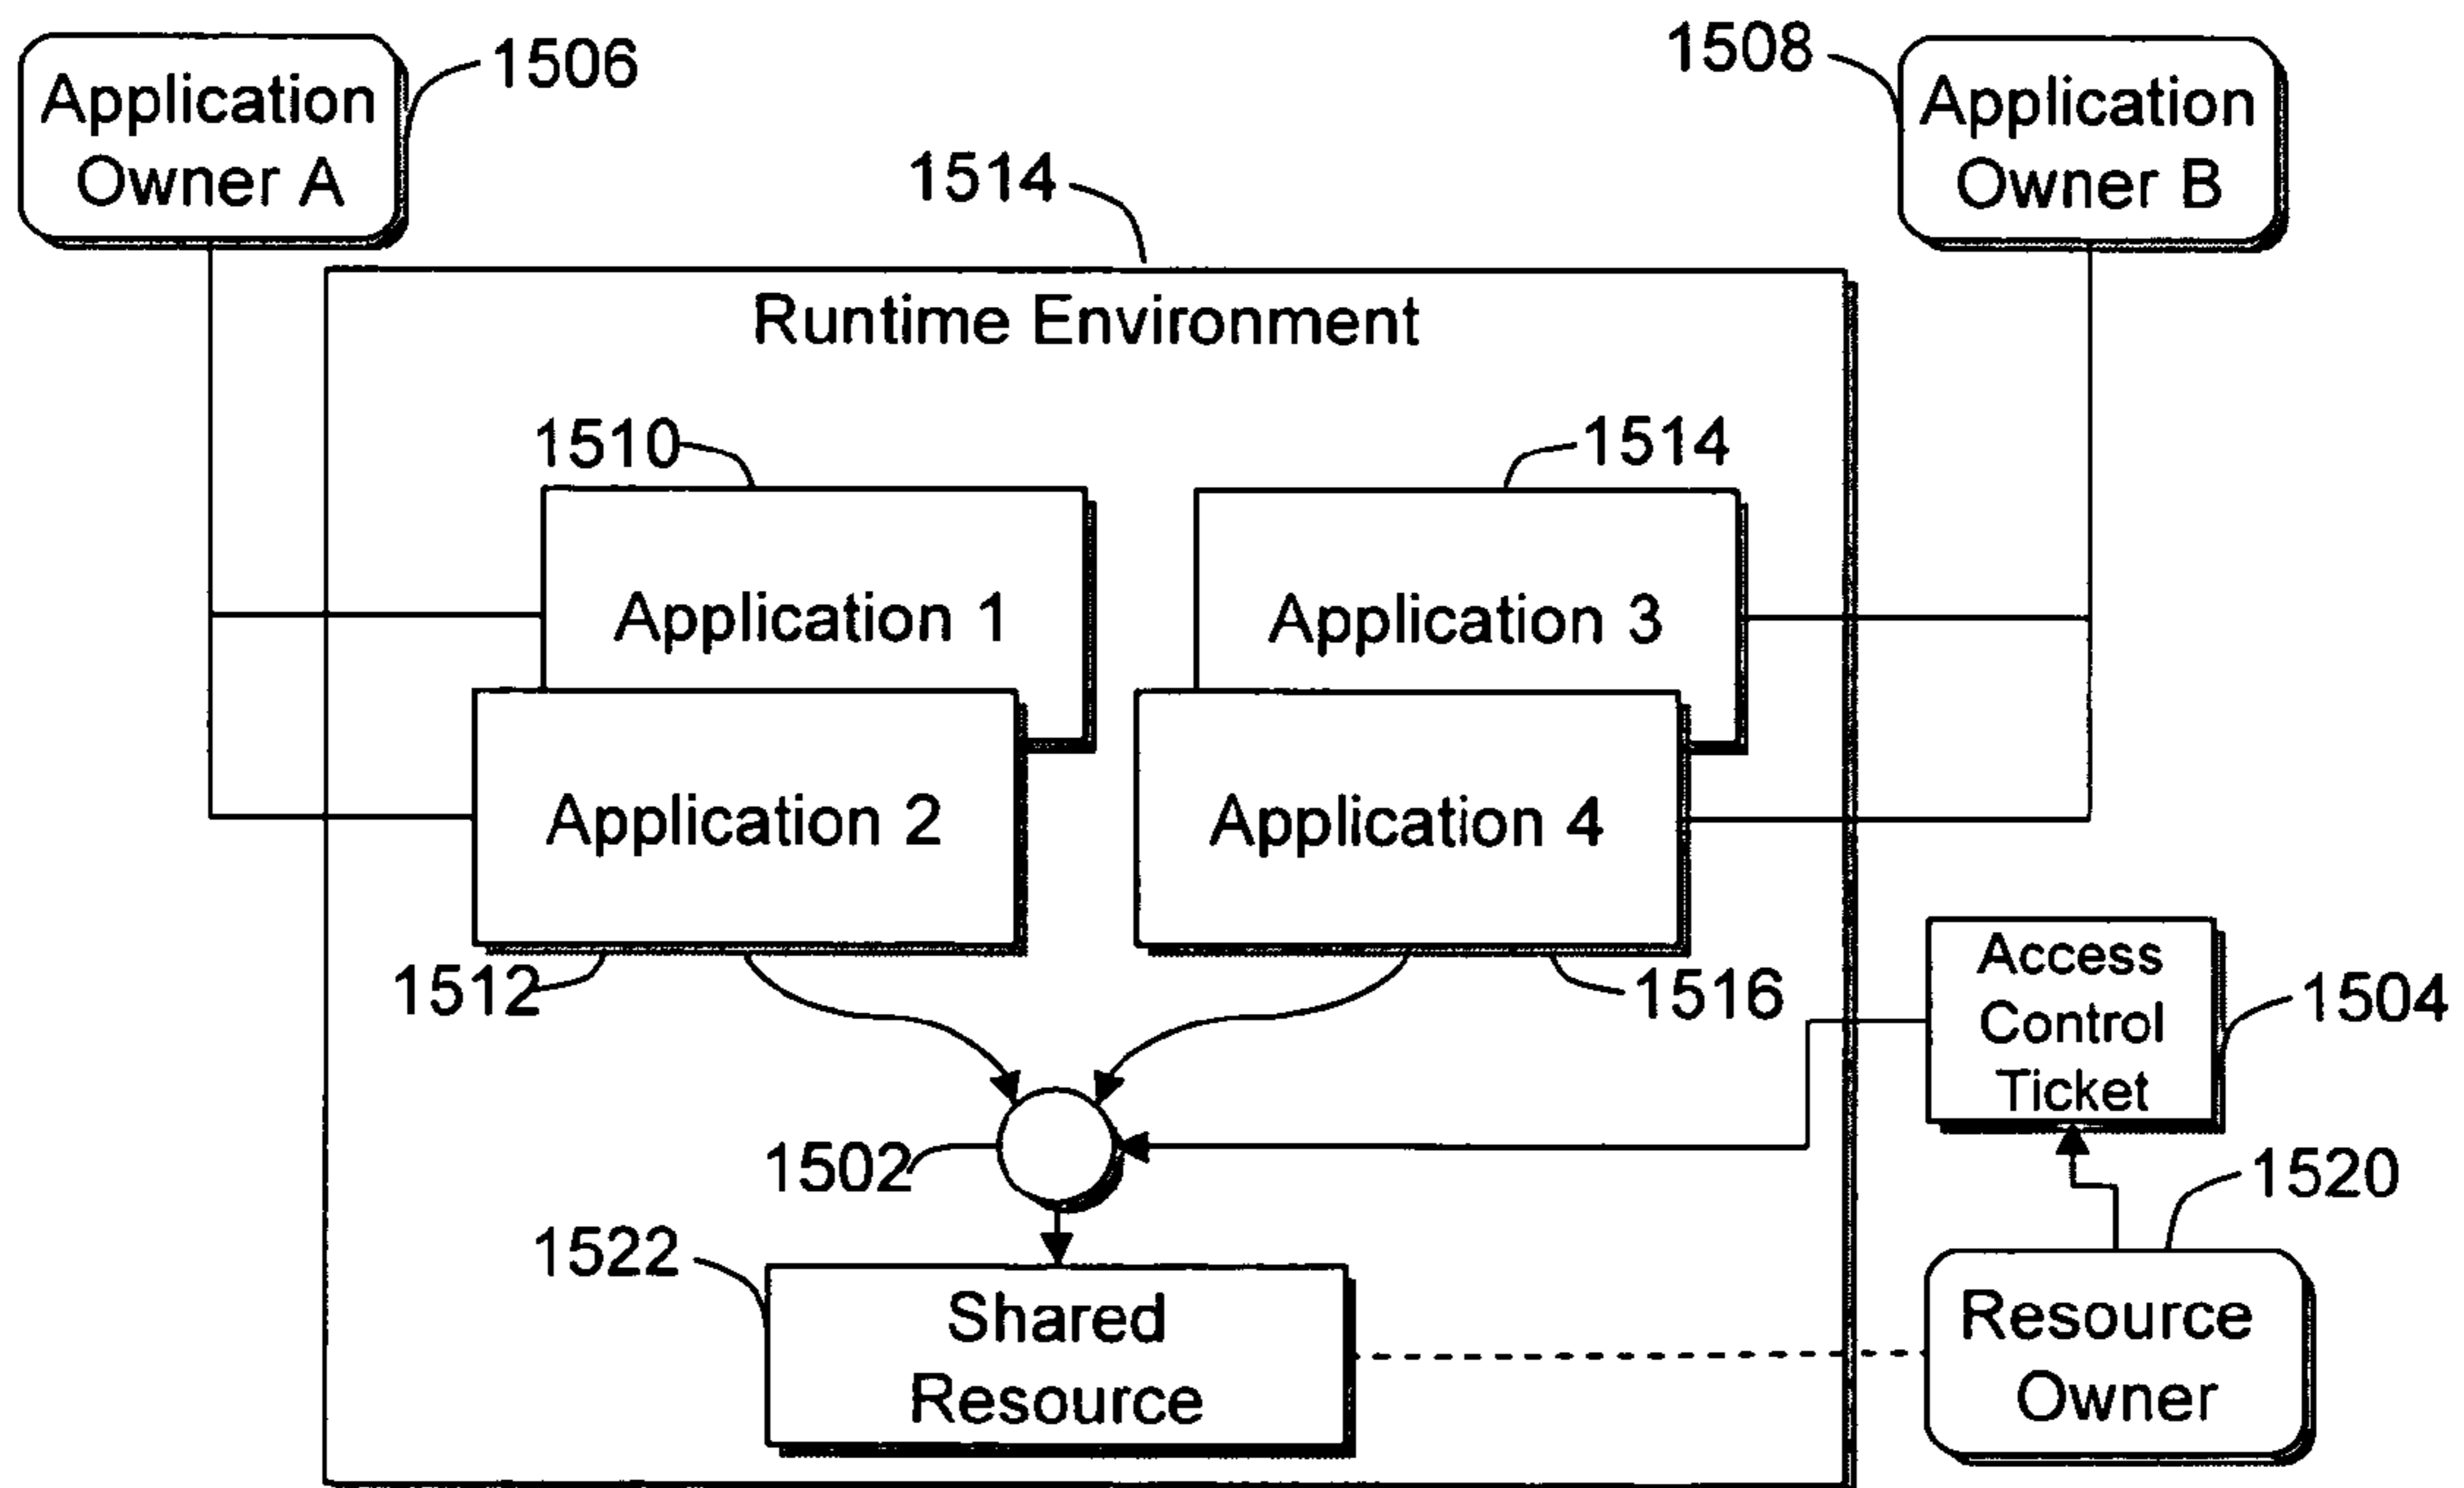 Application
Owner A
1506
1508
Application
Owner B
1514
Runtime Environment
1510
1514
Application 1
Application 3
Application 2
Application 4
1512
1516
Access
Control
Ticket
1504
1502
1520
1522
Shared
Resource
Resource
Owner